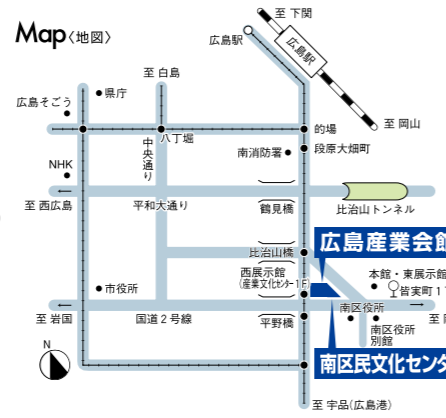 Map〈地図〉
至 下関
広島駅
広島駅
至 岡山
至 白島
県庁
広島そごう
八丁堀
的場
中央通り
南消防署
段原大畑町
NHK
至 西広島
平和大通り
鶴見橋
比治山トンネル
比治山橋
広島産業会館
西展示館
(産業文化センター1F)
本館・東展示館
皆実町1
市役所
南区役所
至 岩国
国道2号線
平野橋
南区役所
別館
N
南区民文化センタ
至 宇品(広島港)